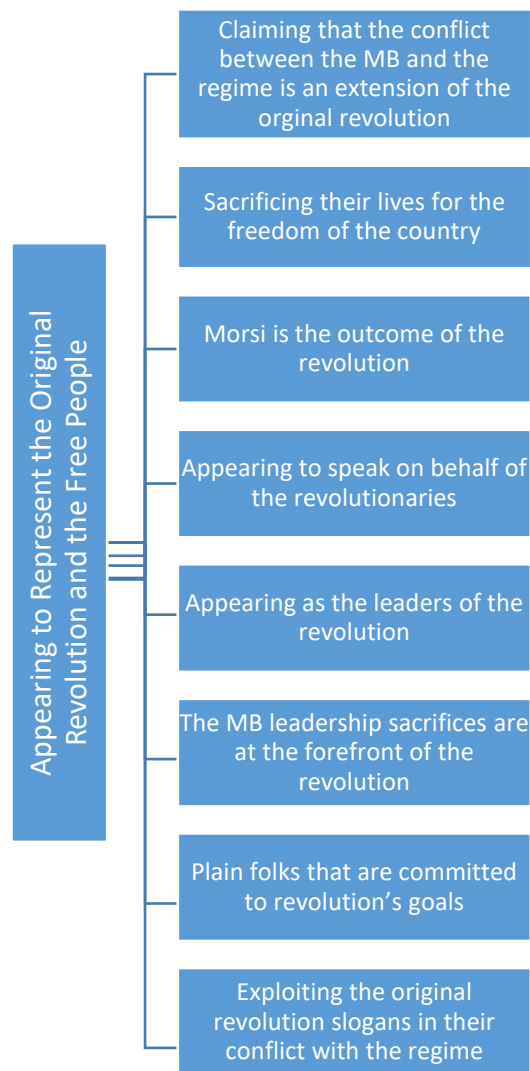 Appearing to Represent the Original
Revolution and the Free People
Claiming that the conflict
between the MB and the
regime is an extension of the
orginal revolution
Sacrificing their lives for the
freedom of the country
Morsi is the outcome of the
revolution
Appearing to speak on behalf of
the revolutionaries
Appearing as the leaders of the
revolution
The MB leadership sacrifices are
at the forefront of the
revolution
Plain folks that are committed
to revolution’s goals
Exploiting the original
revolution slogans in their
conflict with the regime